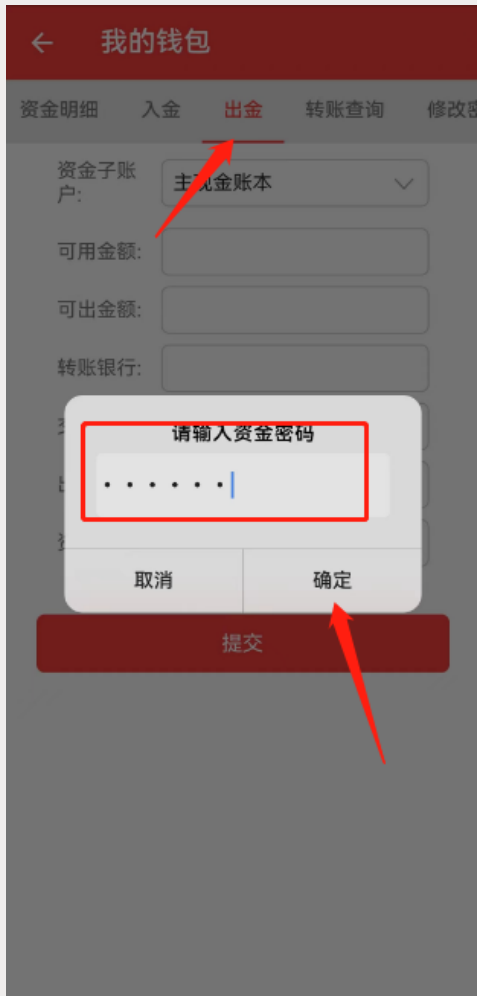 我的钱包
资金明细 入金 出金 转账查询 修改密
资金子账
户:
主现金账本
可用金额:
可出金额:
转账银行:
请输入资金密码
······
取消 确定
提交